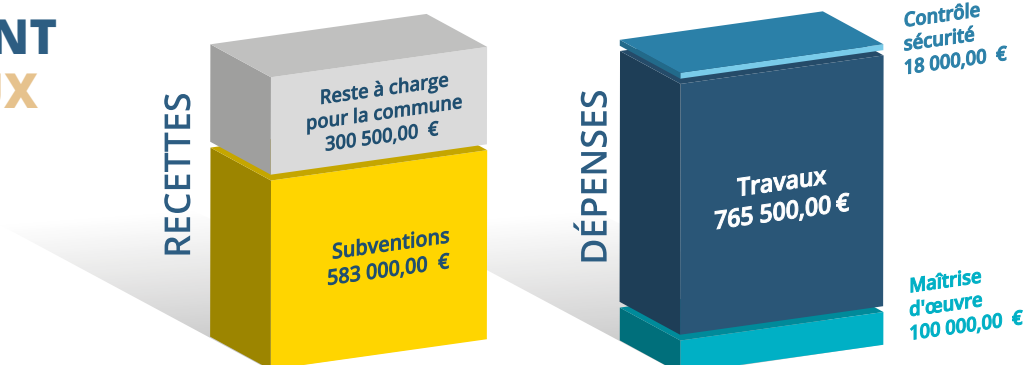 NT
UX
RECETTES
Reste à charge
pour la commune
300 500,00 €
Subventions
583 000,00 €
DÉPENSES
Contrôle
sécurité
18 000,00 €
Travaux
765 500,00 €
Maîtrise
d'œuvre
100 000,00 €